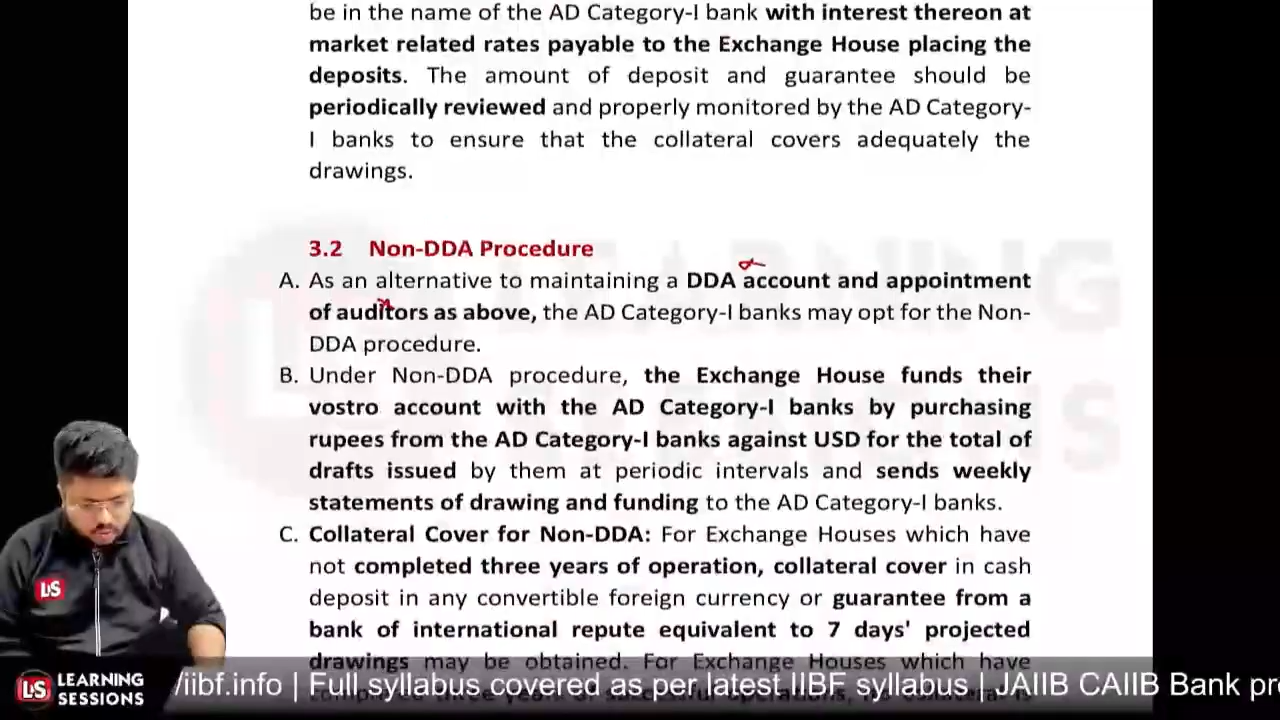 be in the name of the AD Category-I bank with interest thereon at
market related rates payable to the Exchange House placing the
deposits. The amount of deposit and guarantee should be
periodically reviewed and properly monitored by the AD Category-
I banks to ensure that the collateral covers adequately the
drawings.
3.2 Non-DDA Procedure
A. As an alternative to maintaining a DDA account and appointment
of auditors as above, the AD Category-I banks may opt for the Non-
DDA procedure.
B. Under Non-DDA procedure, the Exchange House funds their
vostro account with the AD Category-I banks by purchasing
rupees from the AD Category-I banks against USD for the total of
drafts issued by them at periodic intervals and sends weekly
statements of drawing and funding to the AD Category-I banks.
C. Collateral Cover for Non-DDA: For Exchange Houses which have
not completed three years of operation, collateral cover in cash
deposit in any convertible foreign currency or guarantee from a
bank of international repute equivalent to 7 days' projected
drawings may be obtained. For Exchange Houses which have
LS
LS LEARNING
SESSIONS
/iibf.info | Full syllabus covered as per latest IIBF syllabus | JAIIB CAIIB Bank pr